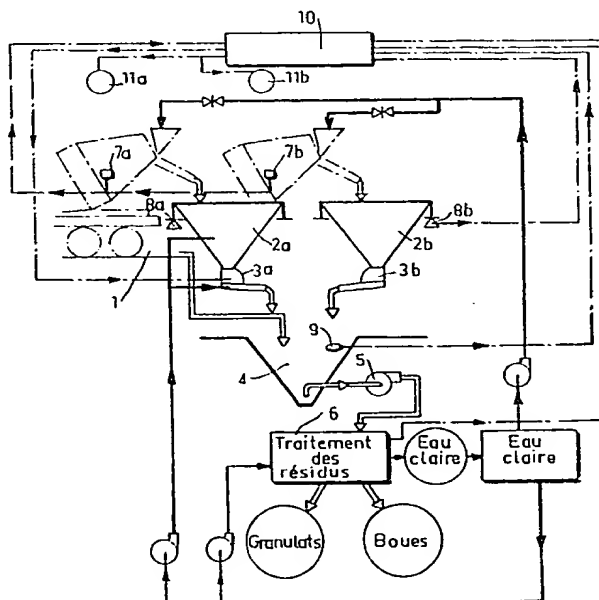 10
11a
11b
7a
7b
8a
8b
2a
2b
3a
3b
1
9
4
5
6
Traitement
des
résidus
Eau
claire
Eau
claire
Granulats
Boues